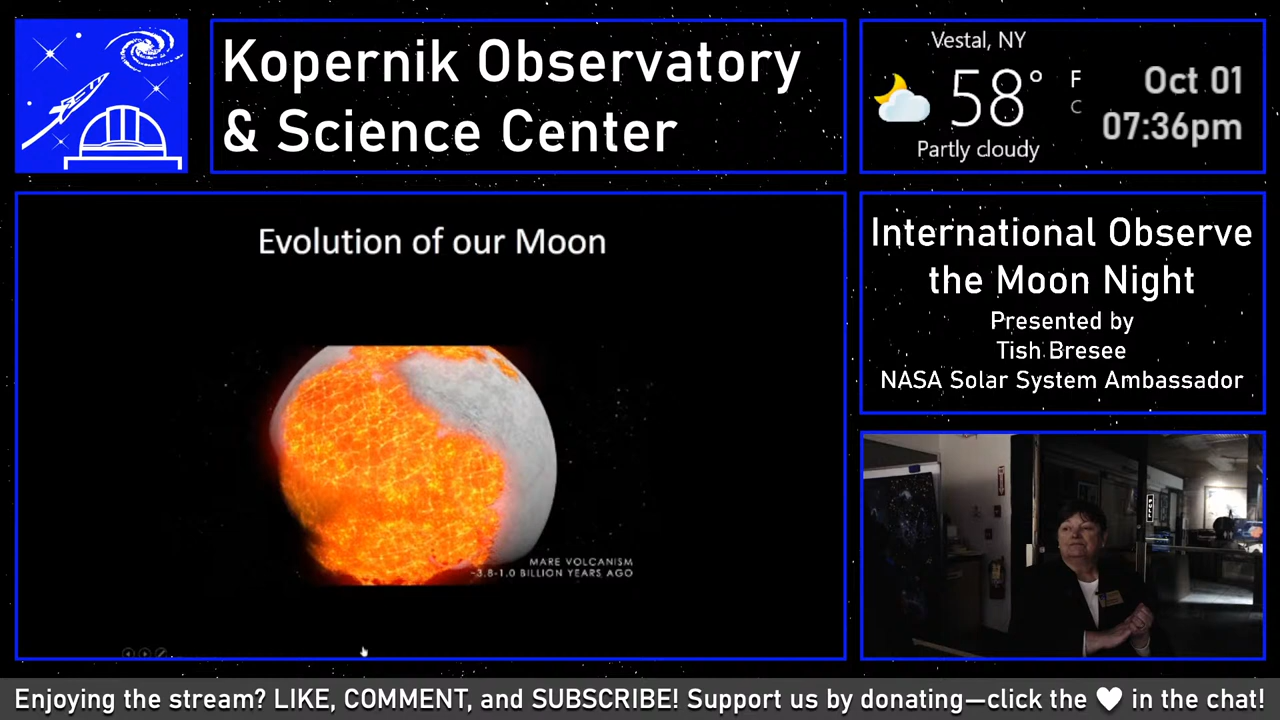 Kopernik Observatory
& Science Center
Vestal, NY
58°
F
C
Partly cloudy
Oct 01
07:36pm
Evolution of our Moon
MARE VOLCANISM
~3.8-1.0 BILLION YEARS AGO
International Observe
the Moon Night
Presented by
Tish Bresee
NASA Solar System Ambassador
PULL
Enjoying the stream? LIKE, COMMENT, and SUBSCRIBE! Support us by donating—click the ♥ in the chat!